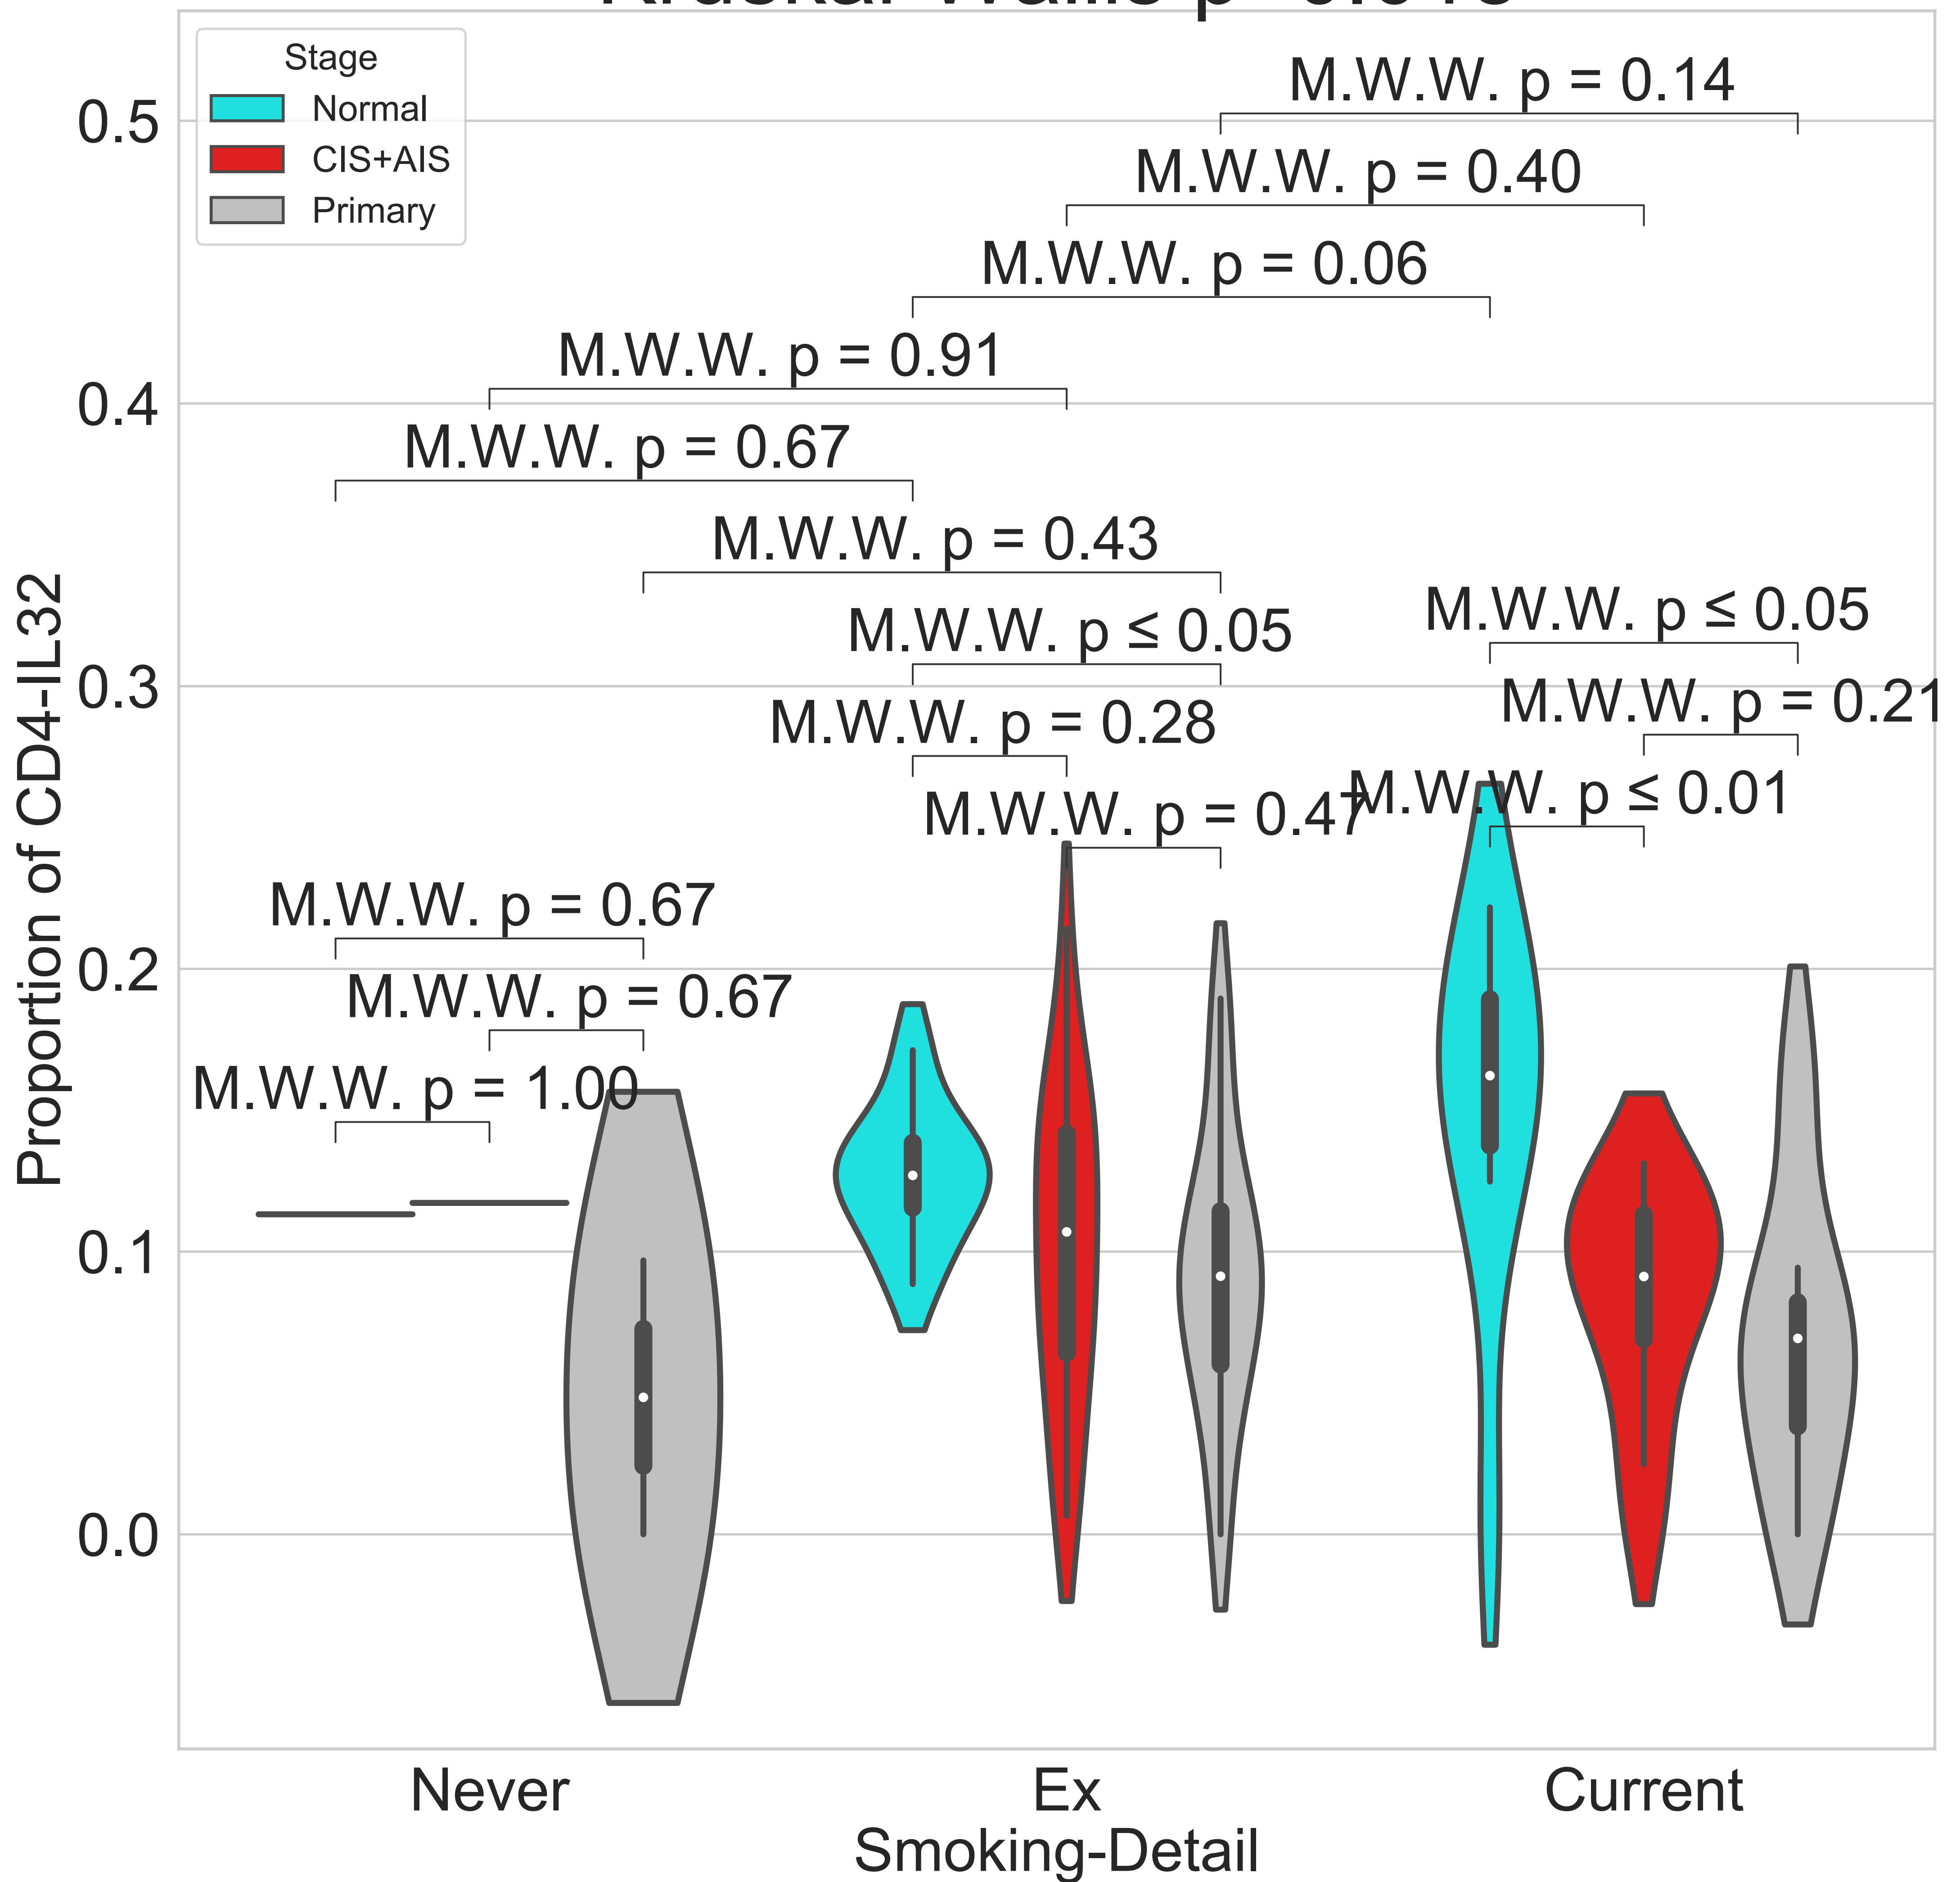 Stage
Normal
CIS+AIS
Primary
M.W.W. p = 0.14
M.W.W. p = 0.40
M.W.W. p = 0.06
M.W.W. p = 0.91
M.W.W. p = 0.67
M.W.W. p = 0.43
M.W.W. p ≤ 0.05
M.W.W. p ≤ 0.05
M.W.W. p = 0.28
M.W.W. p = 0.21
M.W.W. p = 0.47
M.W.W. p ≤ 0.01
M.W.W. p = 0.67
M.W.W. p = 0.67
M.W.W. p = 1.00
Proportion of CD4-IL32
0.5
0.4
0.3
0.2
0.1
0.0
Never
Ex
Current
Smoking-Detail